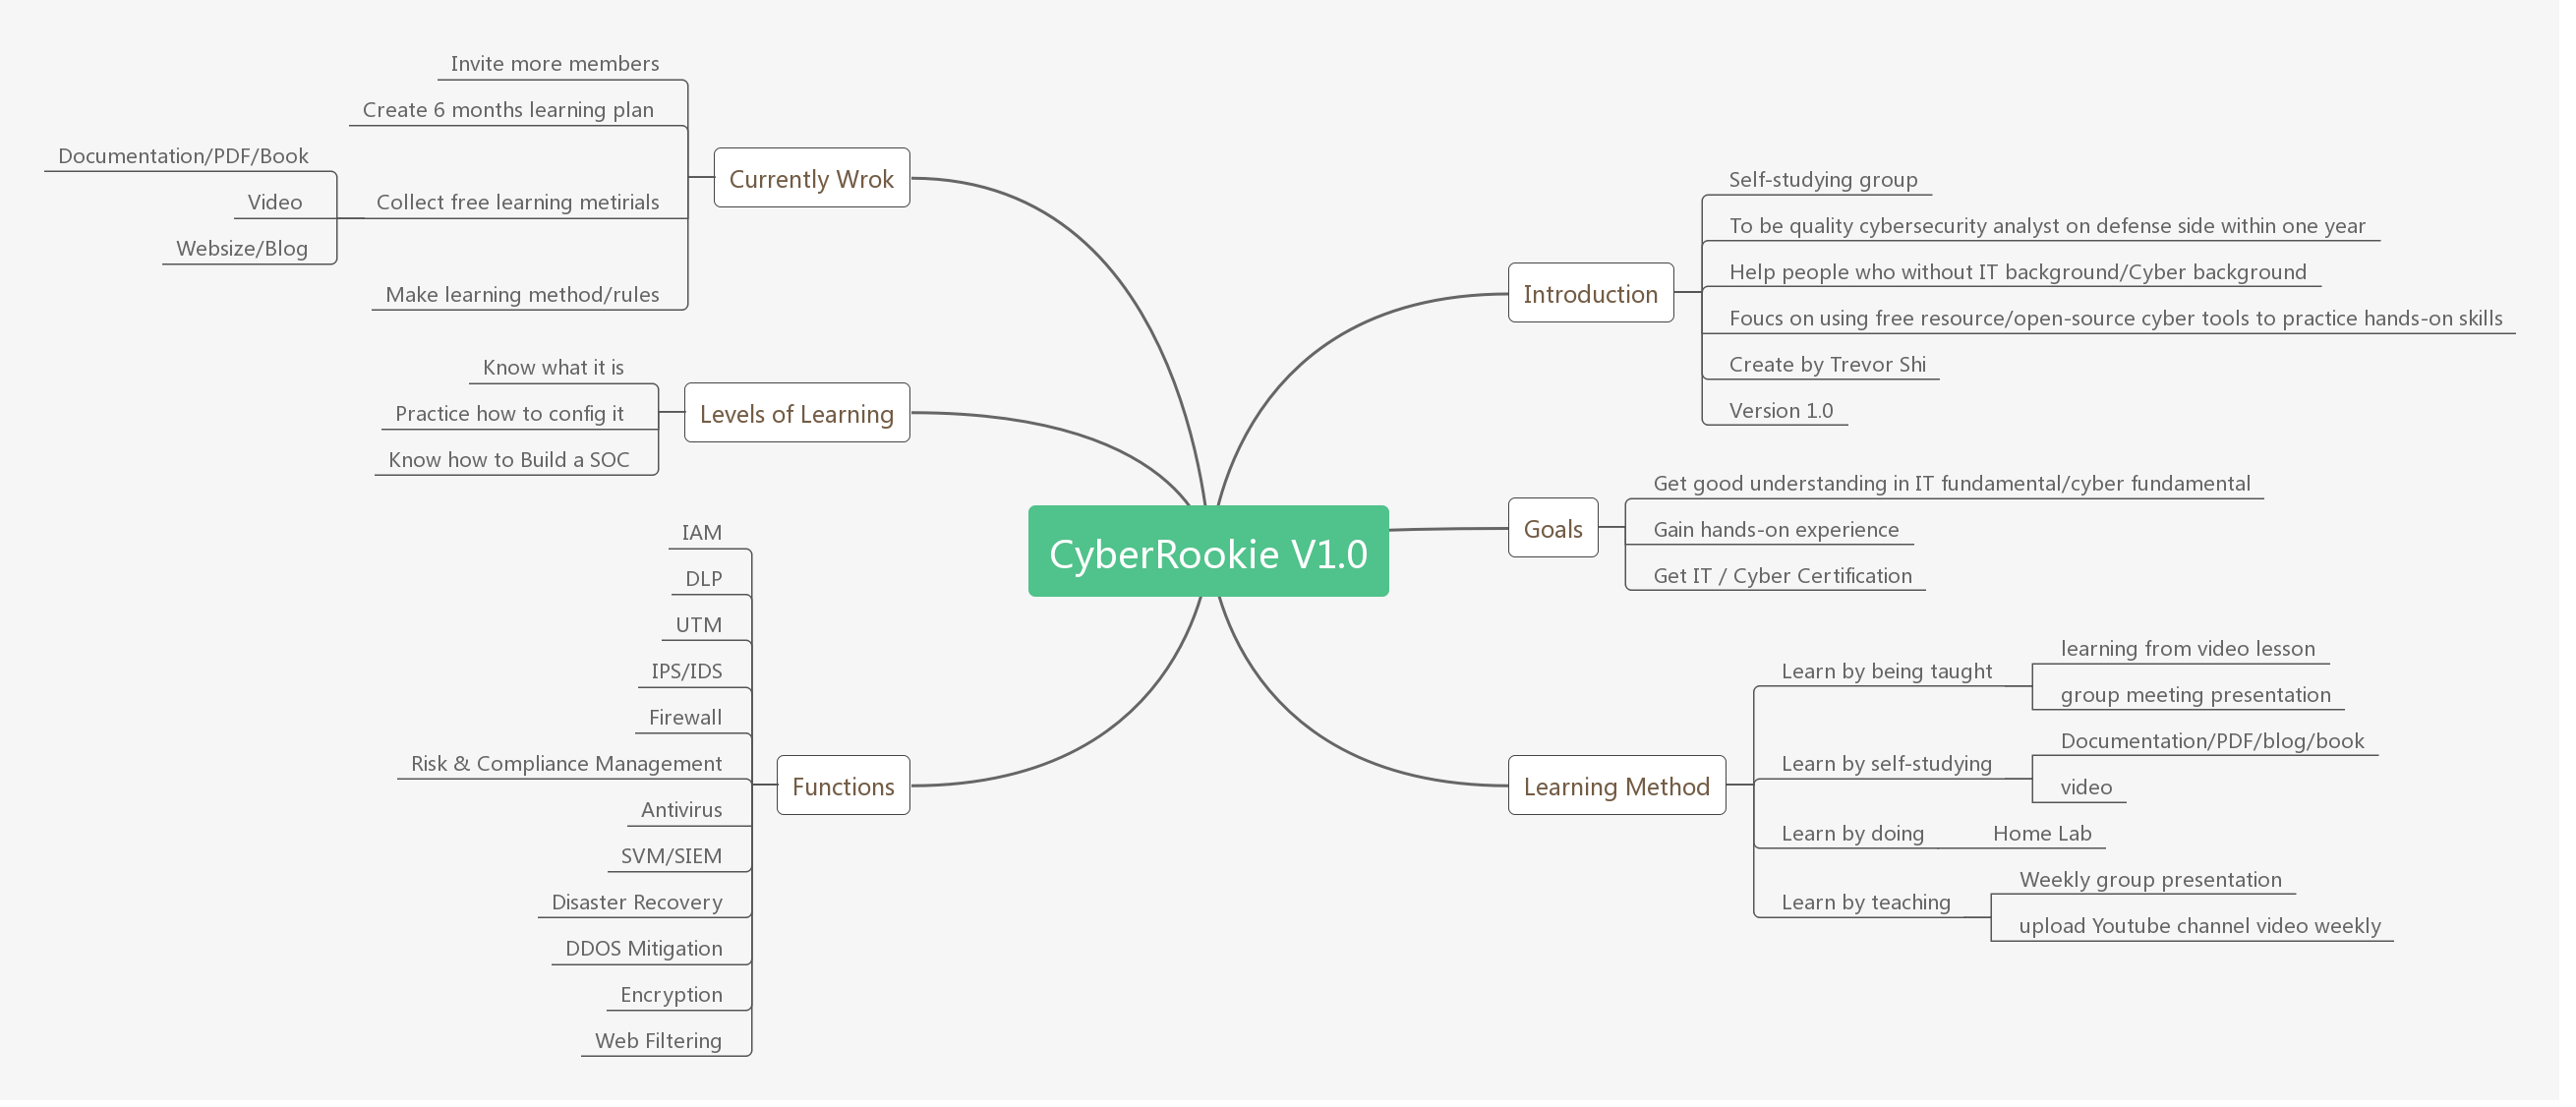 CyberRookie V1.0
Introduction
Self-studying group
To be quality cybersecurity analyst on defense side within one year
Help people who without IT background/Cyber background
Foucs on using free resource/open-source cyber tools to practice hands-on skills
Create by Trevor Shi
Version 1.0
Goals
Get good understanding in IT fundamental/cyber fundamental
Gain hands-on experience
Get IT / Cyber Certification
Learning Method
Learn by being taught
learning from video lesson
group meeting presentation
Learn by self-studying
Documentation/PDF/blog/book
video
Learn by doing
Home Lab
Learn by teaching
Weekly group presentation
upload Youtube channel video weekly
Currently Wrok
Invite more members
Create 6 months learning plan
Collect free learning metirials
Documentation/PDF/Book
Video
Websize/Blog
Make learning method/rules
Levels of Learning
Know what it is
Practice how to config it
Know how to Build a SOC
Functions
IAM
DLP
UTM
IPS/IDS
Firewall
Risk & Compliance Management
Antivirus
SVM/SIEM
Disaster Recovery
DDOS Mitigation
Encryption
Web Filtering